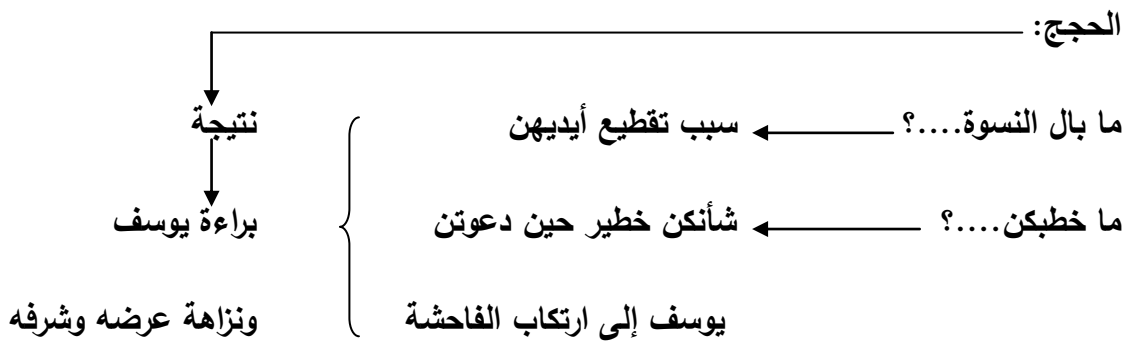 الحجج:
ما بال النسوة....؟ سبب تقطيع أيديهن نتيجة
ما خطبكن....؟ شأنكن خطير حين دعوتن براءة يوسف
يوسف إلى ارتكاب الفاحشة ونزاهة عرضه وشرفه